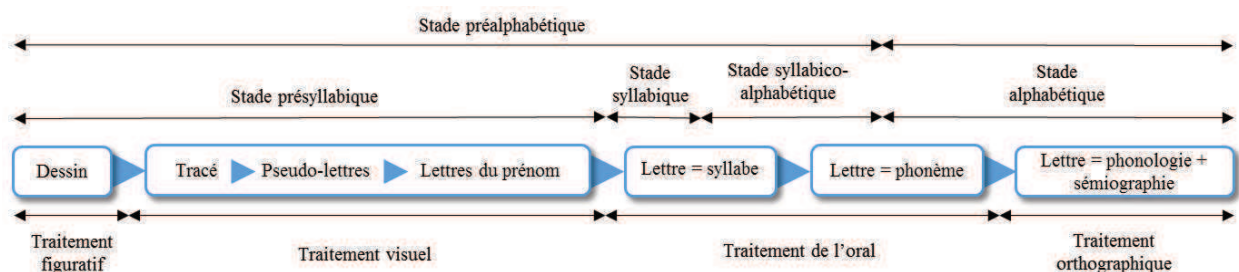 Stade préalphabétique
Stade présyllabique
Stade
syllabique
Stade syllabico-
alphabétique
Stade
alphabétique
Dessin
Tracé
Pseudo-lettres
Lettres du prénom
Lettre = syllabe
Lettre = phonème
Lettre = phonologie +
sémiographie
Traitement
figuratif
Traitement visuel
Traitement de l’oral
Traitement
orthographique